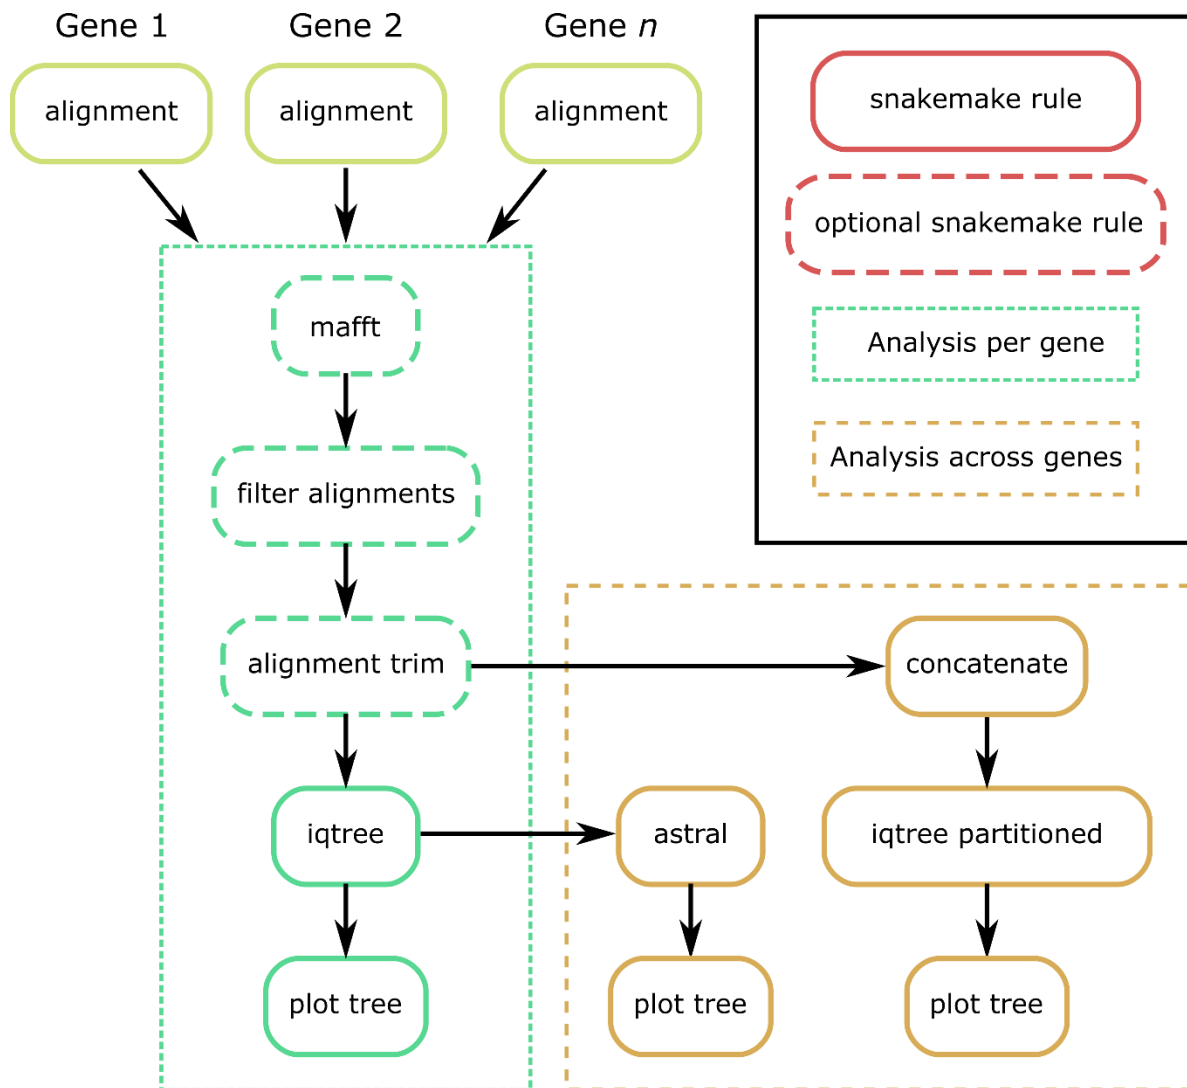 Gene 1
Gene 2
Gene n
alignment
alignment
alignment
snakemake rule
optional snakemake rule
Analysis per gene
Analysis across genes
mafft
filter alignments
alignment trim
concatenate
iqtree
astral
iqtree partitioned
plot tree
plot tree
plot tree